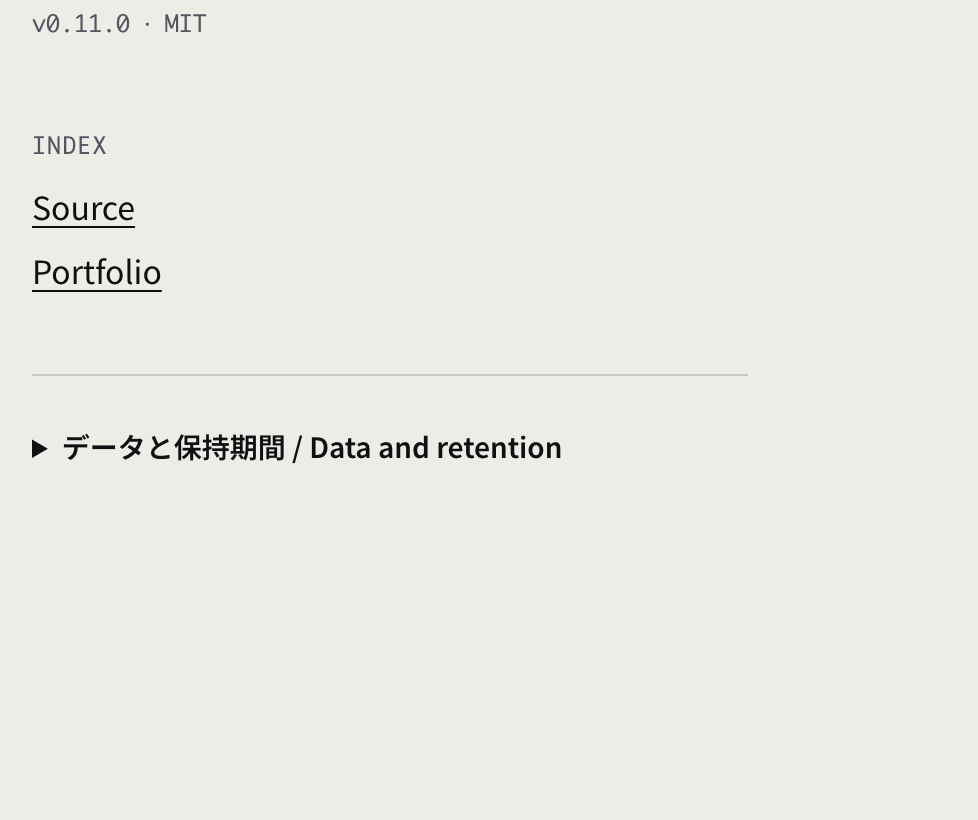 v0.11.0 · MIT
INDEX
Source
Portfolio
データと保持期間 / Data and retention